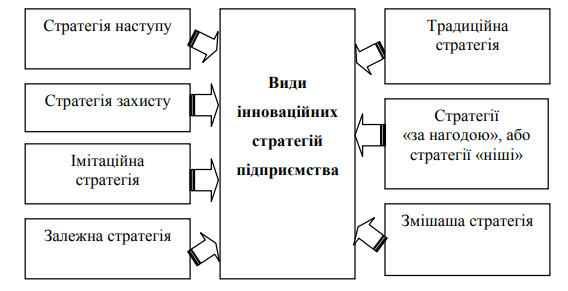 Стратегія наступу
Стратегія захисту
Імітаційна
стратегія
Залежна стратегія
Види
інноваційних
стратегій
підприємства
Традиційна
стратегія
Стратегії
«за нагодою», або
стратегії «ніші»
Змішаша стратегія